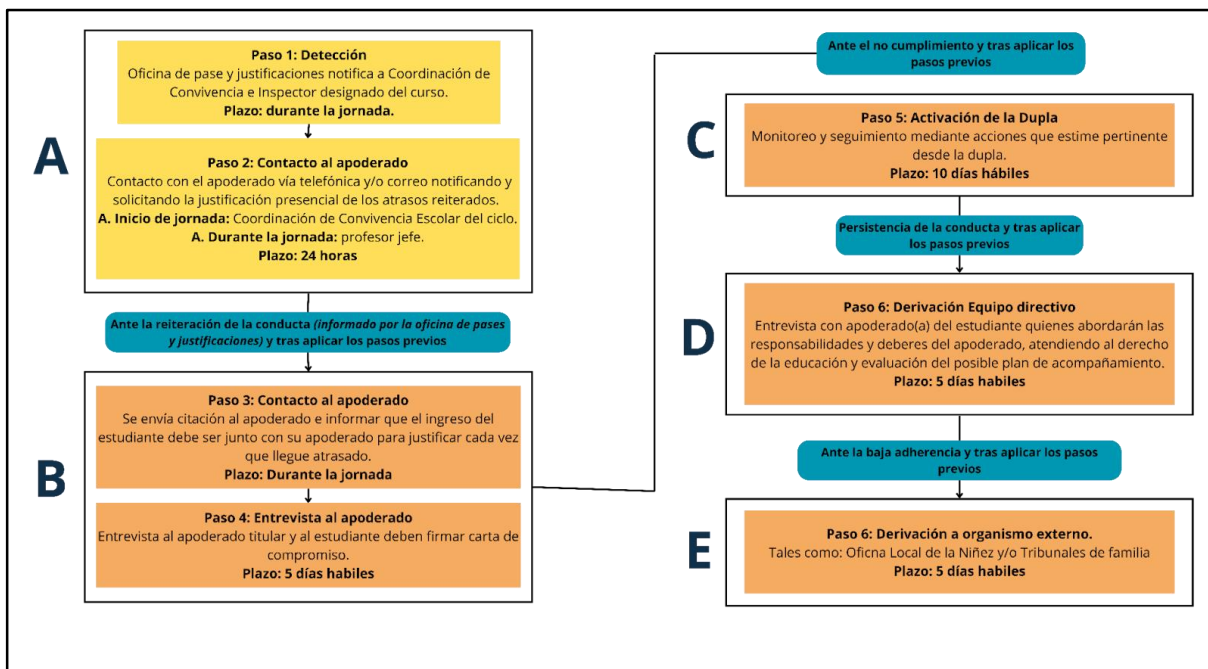 A
Paso 1: Detección
Oficina de pase y justificaciones notifica a Coordinación de
Convivencia e Inspector designado del curso.
Plazo: durante la jornada.
Paso 2: Contacto al apoderado
Contacto con el apoderado vía telefónica y/o correo notificando y
solicitando la justificación presencial de los atrasos reiterados.
A. Inicio de jornada: Coordinación de Convivencia Escolar del ciclo.
A. Durante la jornada: profesor jefe.
Plazo: 24 horas
Ante la reiteración de la conducta (informado por la oficina de pases
y justificaciones) y tras aplicar los pasos previos
B
Paso 3: Contacto al apoderado
Se envía citación al apoderado e informar que el ingreso del
estudiante debe ser junto con su apoderado para justificar cada vez
que llegue atrasado.
Plazo: Durante la jornada
Paso 4: Entrevista al apoderado
Entrevista al apoderado titular y al estudiante deben firmar carta de
compromiso.
Plazo: 5 días habiles
Ante el no cumplimiento y tras aplicar los
pasos previos
C
Paso 5: Activación de la Dupla
Monitoreo y seguimiento mediante acciones que estime pertinente
desde la dupla.
Plazo: 10 días hábiles
Persistencia de la conducta y tras aplicar
los pasos previos
D
Paso 6: Derivación Equipo directivo
Entrevista con apoderado(a) del estudiante quienes abordarán las
responsabilidades y deberes del apoderado, atendiendo al derecho
de la educación y evaluación del posible plan de acompañamiento.
Plazo: 5 días habiles
Ante la baja adherencia y tras aplicar los pasos
previos
E
Paso 6: Derivación a organismo externo.
Tales como: Oficna Local de la Niñez y/o Tribunales de familia
Plazo: 5 días habiles